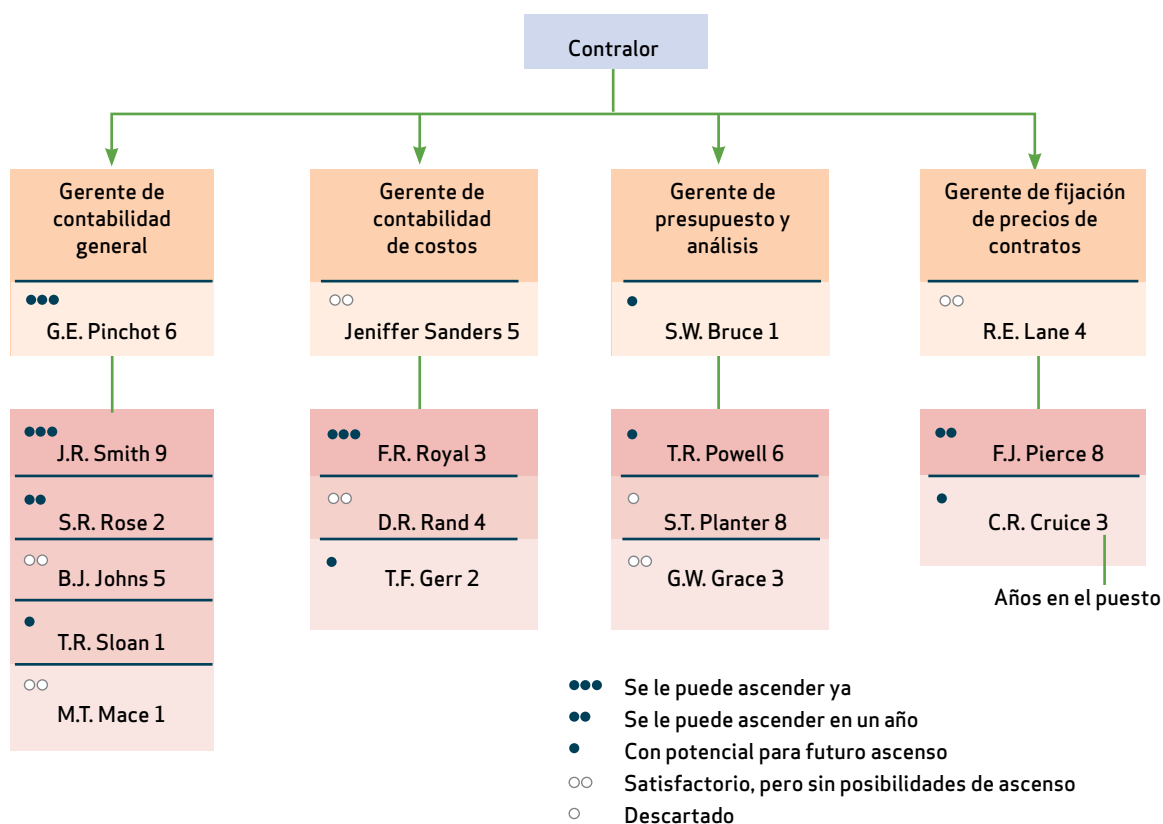 Contralor
Gerente de
contabilidad
general
G.E. Pinchot 6
J.R. Smith 9
S.R. Rose 2
B.J. Johns 5
T.R. Sloan 1
M.T. Mace 1
Gerente de
contabilidad
de costos
Jeniffer Sanders 5
F.R. Royal 3
D.R. Rand 4
T.F. Gerr 2
Gerente de
presupuesto y
análisis
S.W. Bruce 1
T.R. Powell 6
S.T. Planter 8
G.W. Grace 3
Gerente de fijación
de precios de
contratos
R.E. Lane 4
F.J. Pierce 8
C.R. Cruice 3
Años en el puesto
Se le puede ascender ya
Se le puede ascender en un año
Con potencial para futuro ascenso
Satisfactorio, pero sin posibilidades de ascenso
Descartado